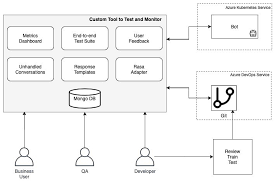 Azure Kubernetes Service
Custom Tool to Test and Monitor
Bot
Metrics
Dashboard
End-to-end
Test Suite
User
Feedback
Unhandled
Conversations
Response
Templates
Rasa
Adapter
Azure DevOps Service
Mongo DB
Git
Business
User
QA
Developer
Review
Train
Test